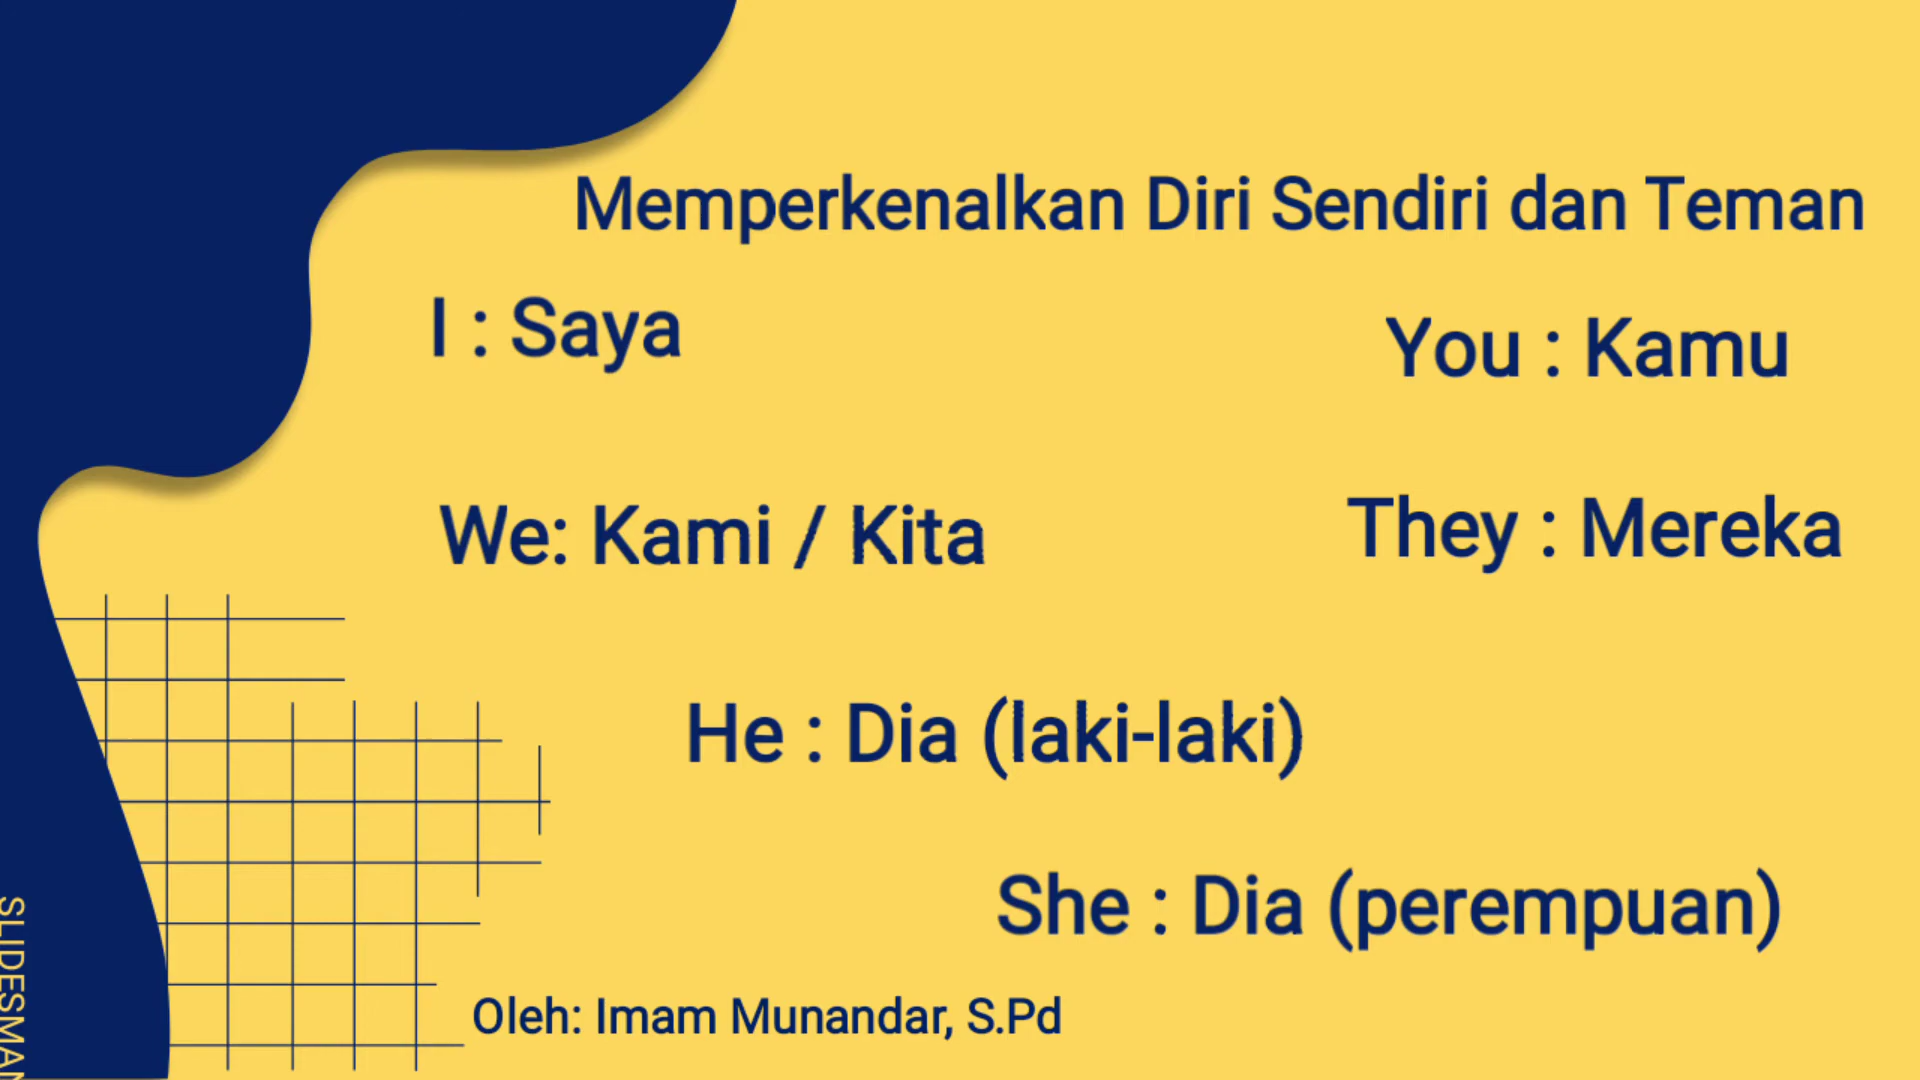 Memperkenalkan Diri Sendiri dan Teman
I : Saya
You : Kamu
We: Kami / Kita
They : Mereka
He : Dia (laki-laki)
She : Dia (perempuan)
Oleh: Imam Munandar, S.Pd
SLIDESMAN